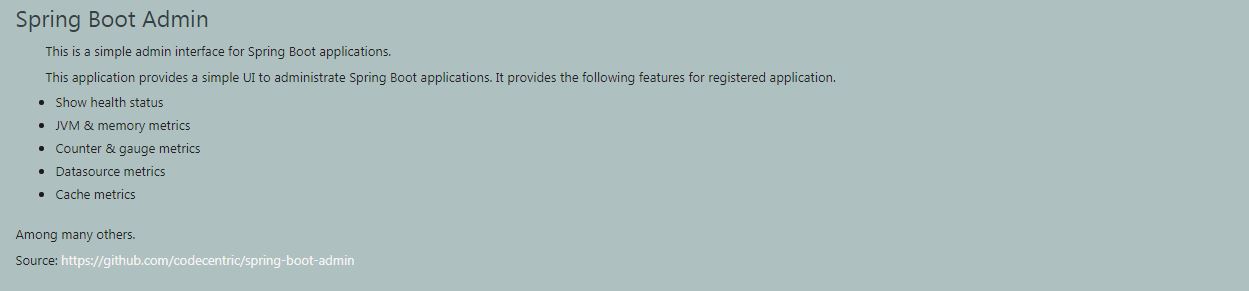 Spring Boot Admin
This is a simple admin interface for Spring Boot applications.
This application provides a simple UI to administrate Spring Boot applications. It provides the following features for registered application.
• Show health status
• JVM & memory metrics
• Counter & gauge metrics
• Datasource metrics
• Cache metrics
Among many others.
Source: https://github.com/codecentric/spring-boot-admin